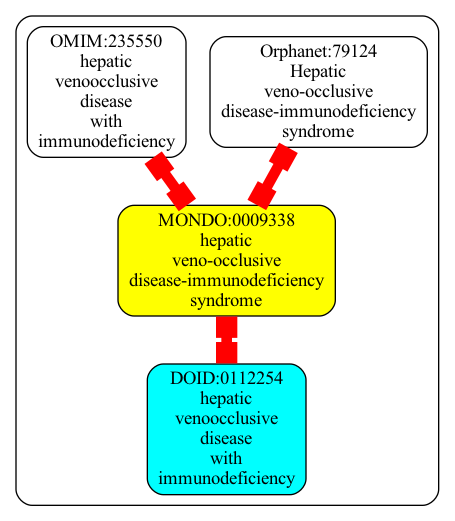 OMIM:235550
hepatic
venoocclusive
disease
with
immunodeficiency
Orphanet:79124
Hepatic
veno-occlusive
disease-immunodeficiency
syndrome
MONDO:0009338
hepatic
veno-occlusive
disease-immunodeficiency
syndrome
DOID:0112254
hepatic
venoocclusive
disease
with
immunodeficiency